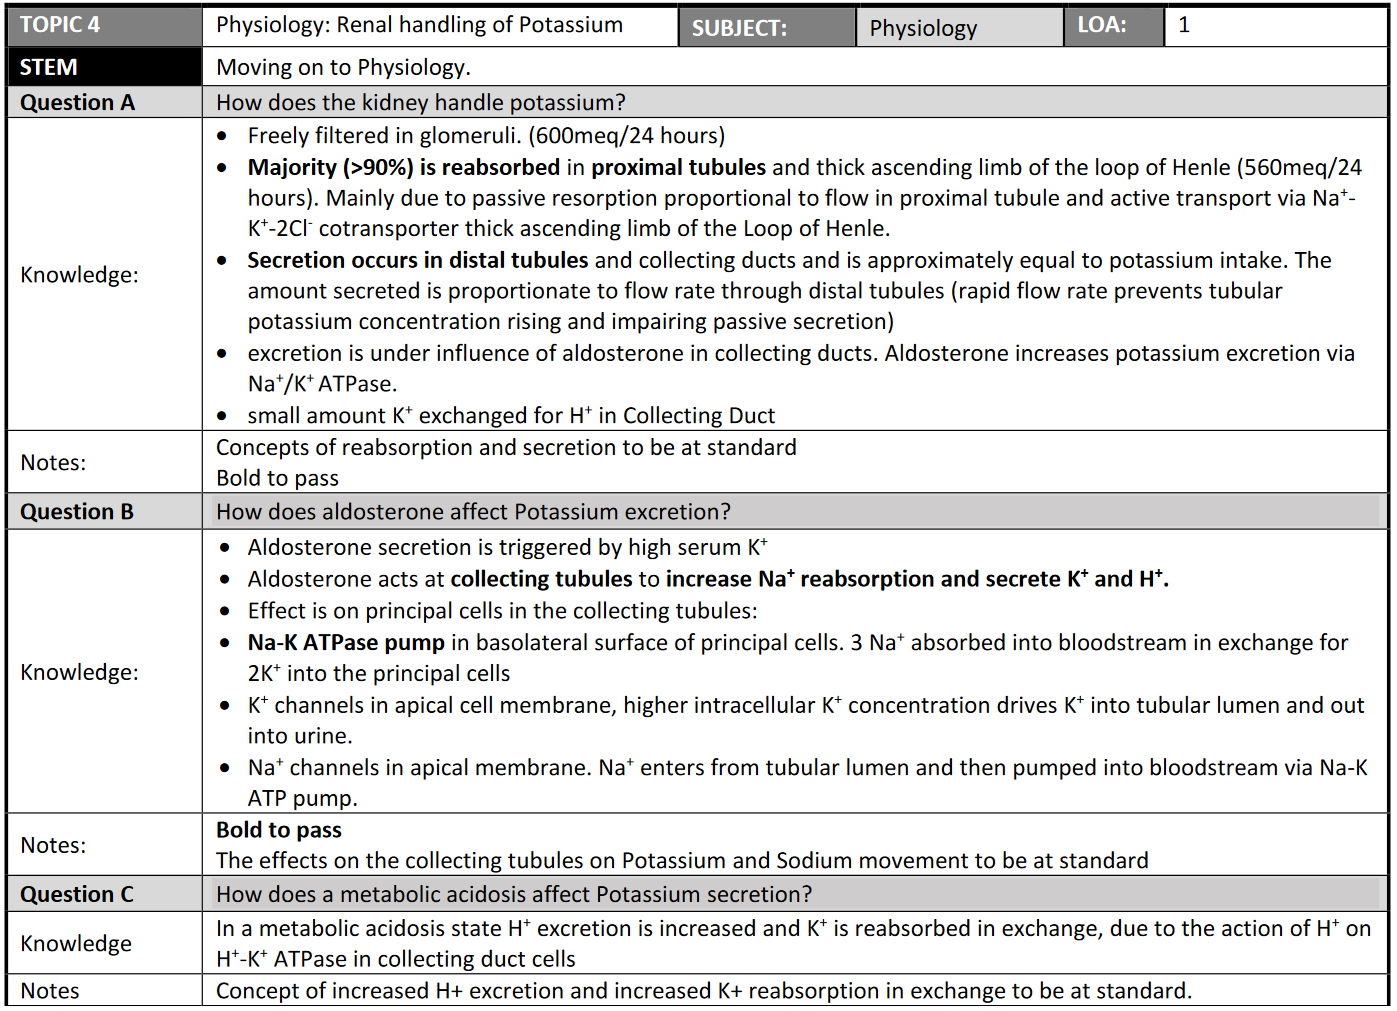 TOPIC 4 Physiology: Renal handling of Potassium SUBJECT: Physiology LOA: 1
STEM Moving on to Physiology.
Question A How does the kidney handle potassium?
Knowledge:
• Freely filtered in glomeruli. (600meq/24 hours)
• Majority (>90%) is reabsorbed in proximal tubules and thick ascending limb of the loop of Henle (560meq/24
hours). Mainly due to passive resorption proportional to flow in proximal tubule and active transport via Na⁺-
K⁺-2Cl⁻ cotransporter thick ascending limb of the Loop of Henle.
• Secretion occurs in distal tubules and collecting ducts and is approximately equal to potassium intake. The
amount secreted is proportionate to flow rate through distal tubules (rapid flow rate prevents tubular
potassium concentration rising and impairing passive secretion)
• excretion is under influence of aldosterone in collecting ducts. Aldosterone increases potassium excretion via
Na⁺/K⁺ ATPase.
• small amount K⁺ exchanged for H⁺ in Collecting Duct
Notes:
Concepts of reabsorption and secretion to be at standard
Bold to pass
Question B How does aldosterone affect Potassium excretion?
Knowledge:
• Aldosterone secretion is triggered by high serum K⁺
• Aldosterone acts at collecting tubules to increase Na⁺ reabsorption and secrete K⁺ and H⁺.
• Effect is on principal cells in the collecting tubules:
• Na-K ATPase pump in basolateral surface of principal cells. 3 Na⁺ absorbed into bloodstream in exchange for
2K⁺ into the principal cells
• K⁺ channels in apical cell membrane, higher intracellular K⁺ concentration drives K⁺ into tubular lumen and out
into urine.
• Na⁺ channels in apical membrane. Na⁺ enters from tubular lumen and then pumped into bloodstream via Na-K
ATP pump.
Notes:
Bold to pass
The effects on the collecting tubules on Potassium and Sodium movement to be at standard
Question C How does a metabolic acidosis affect Potassium secretion?
Knowledge
In a metabolic acidosis state H⁺ excretion is increased and K⁺ is reabsorbed in exchange, due to the action of H⁺ on
H⁺-K⁺ ATPase in collecting duct cells
Notes Concept of increased H+ excretion and increased K+ reabsorption in exchange to be at standard.